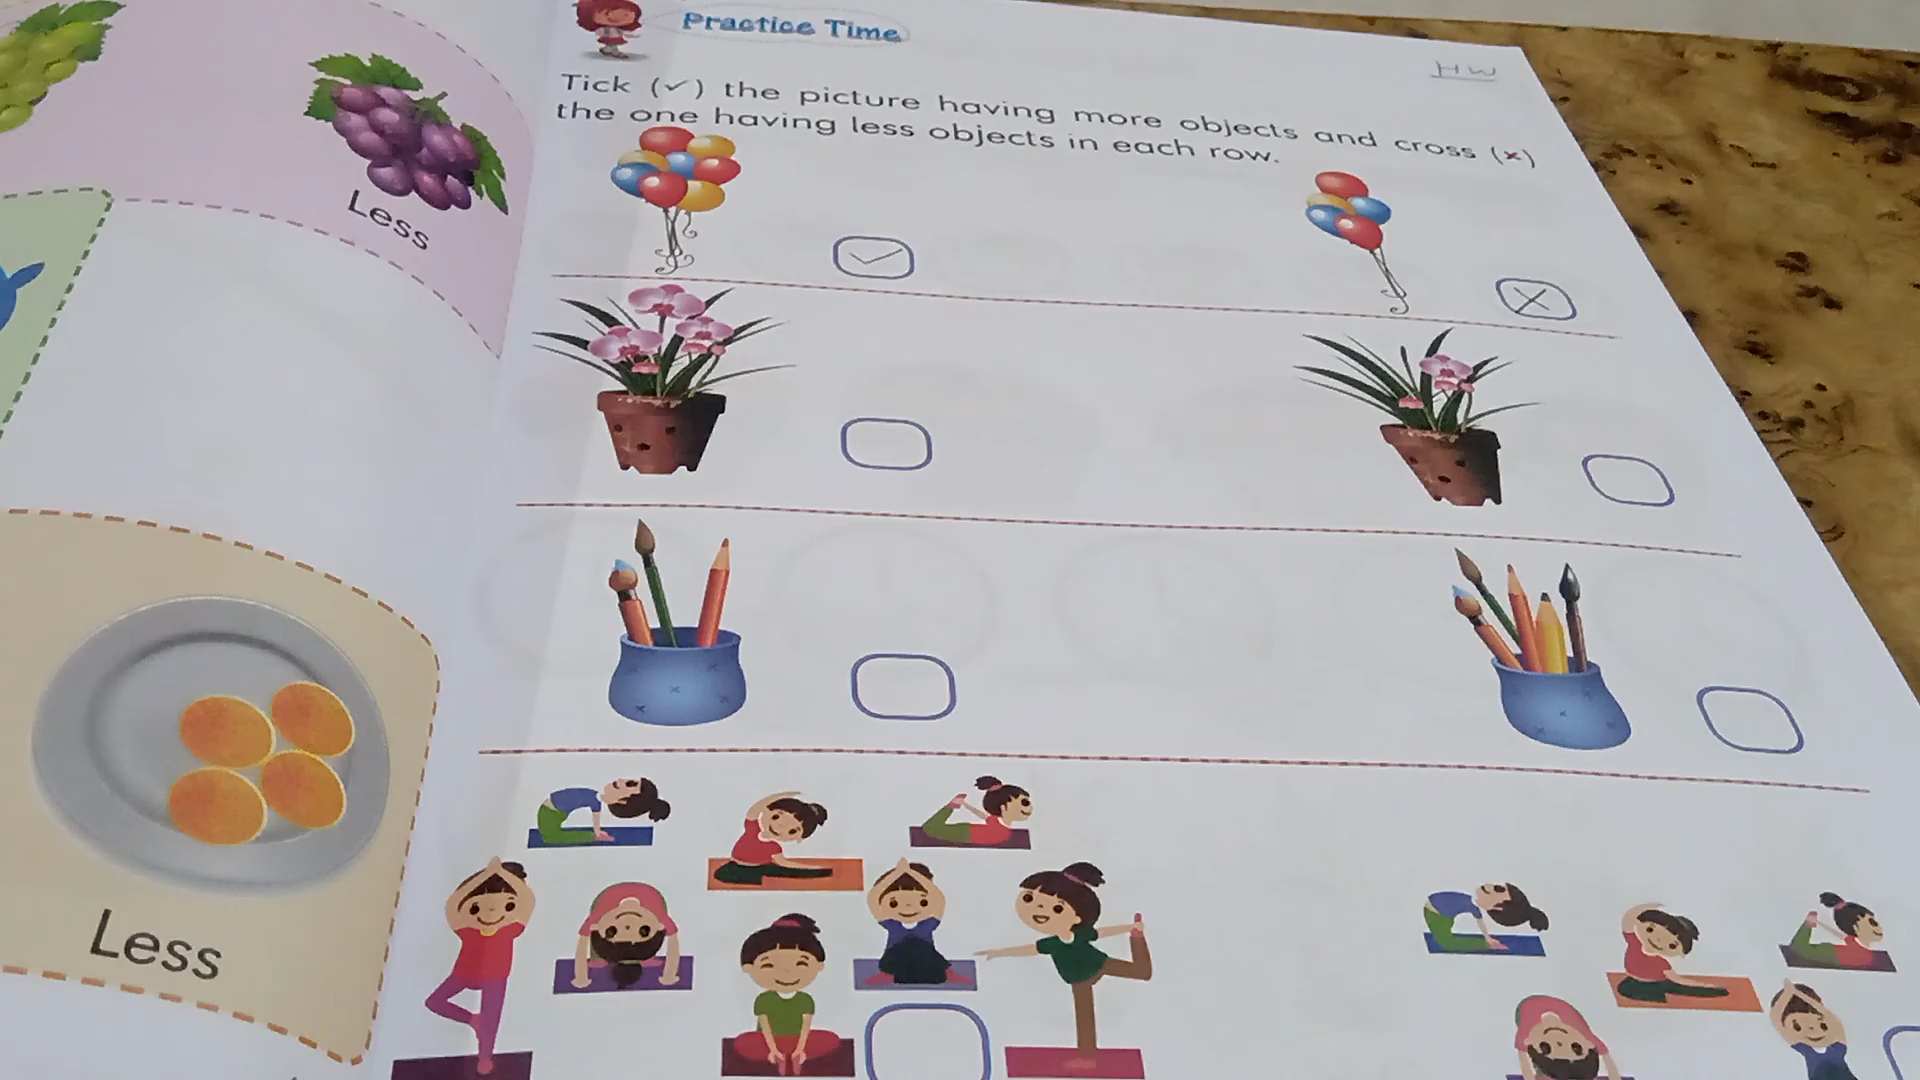 Less
Less
Practice Time
HW
Tick (✓) the picture having more objects and cross (×)
the one having less objects in each row.